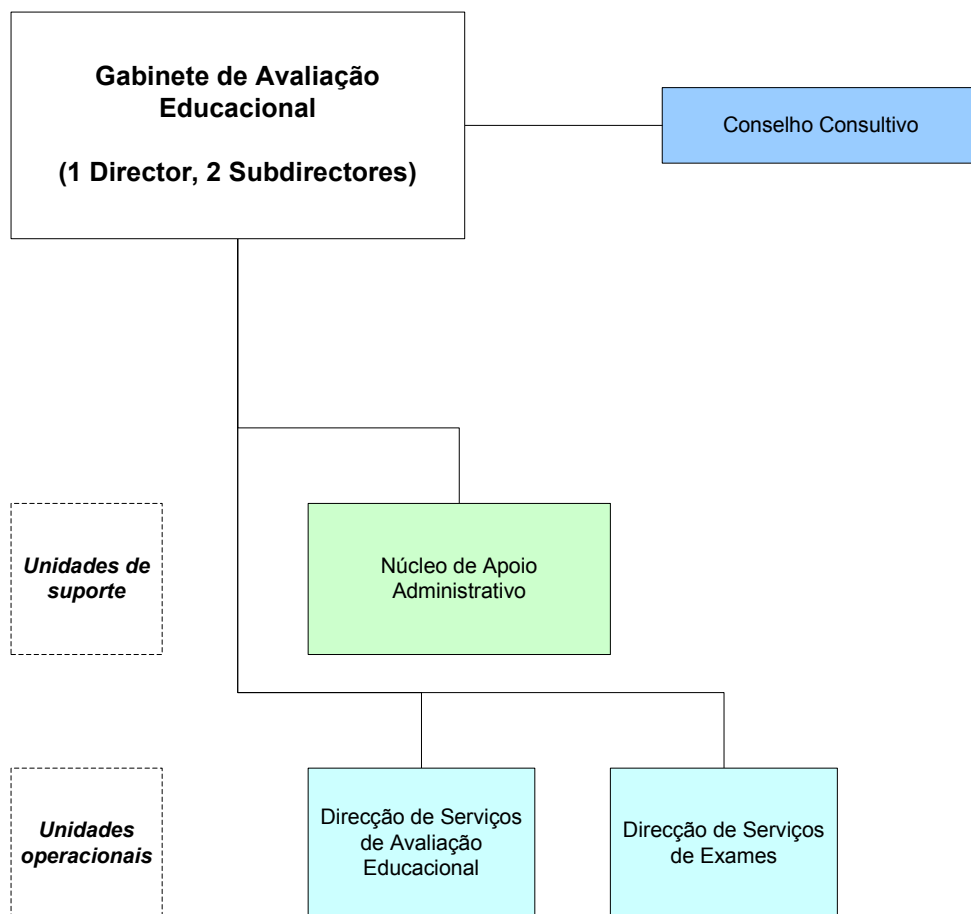 Gabinete de Avaliação
Educacional
(1 Director, 2 Subdirectores)
Conselho Consultivo
Unidades de
suporte
Núcleo de Apoio
Administrativo
Unidades
operacionais
Direcção de Serviços
de Avaliação
Educacional
Direcção de Serviços
de Exames